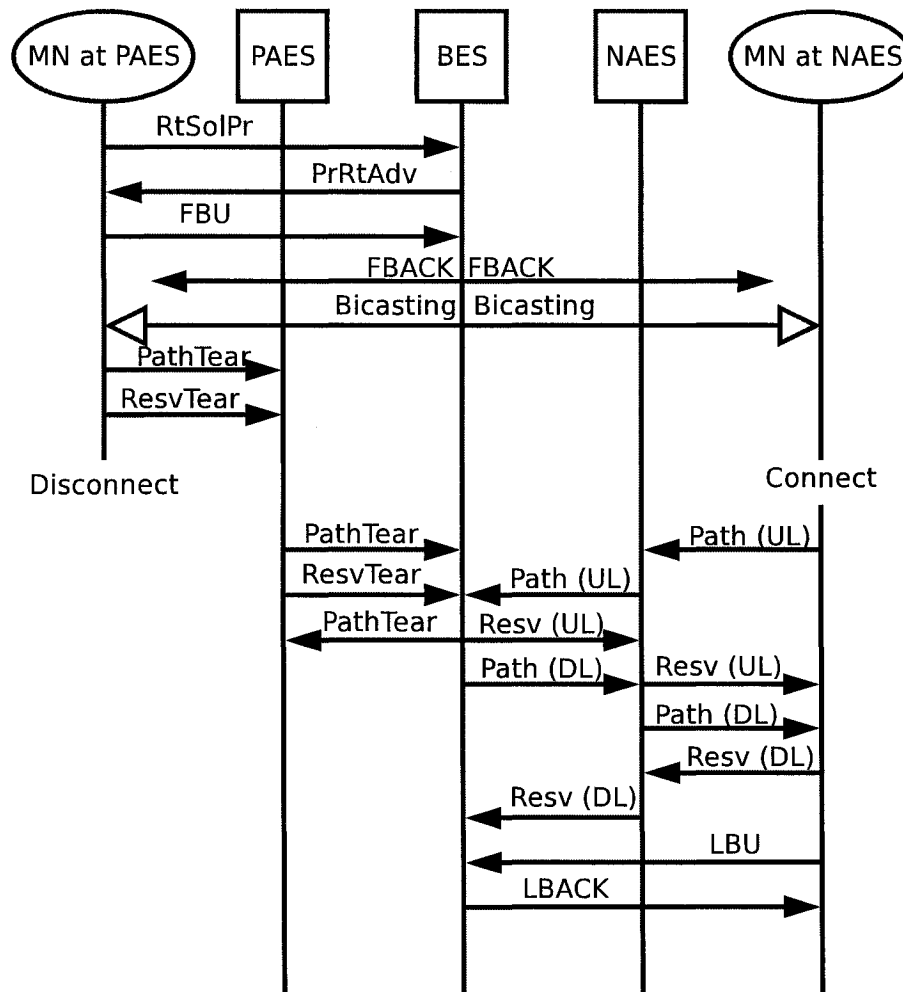 MN at PAES
PAES
BES
NAES
MN at NAES
RtSolPr
PrRtAdv
FBU
FBACK FBACK
Bicasting Bicasting
PathTear
ResvTear
Disconnect
Connect
PathTear
Path (UL)
ResvTear
Path (UL)
PathTear
Resv (UL)
Path (DL)
Resv (UL)
Path (DL)
Resv (DL)
Resv (DL)
LBU
LBACK